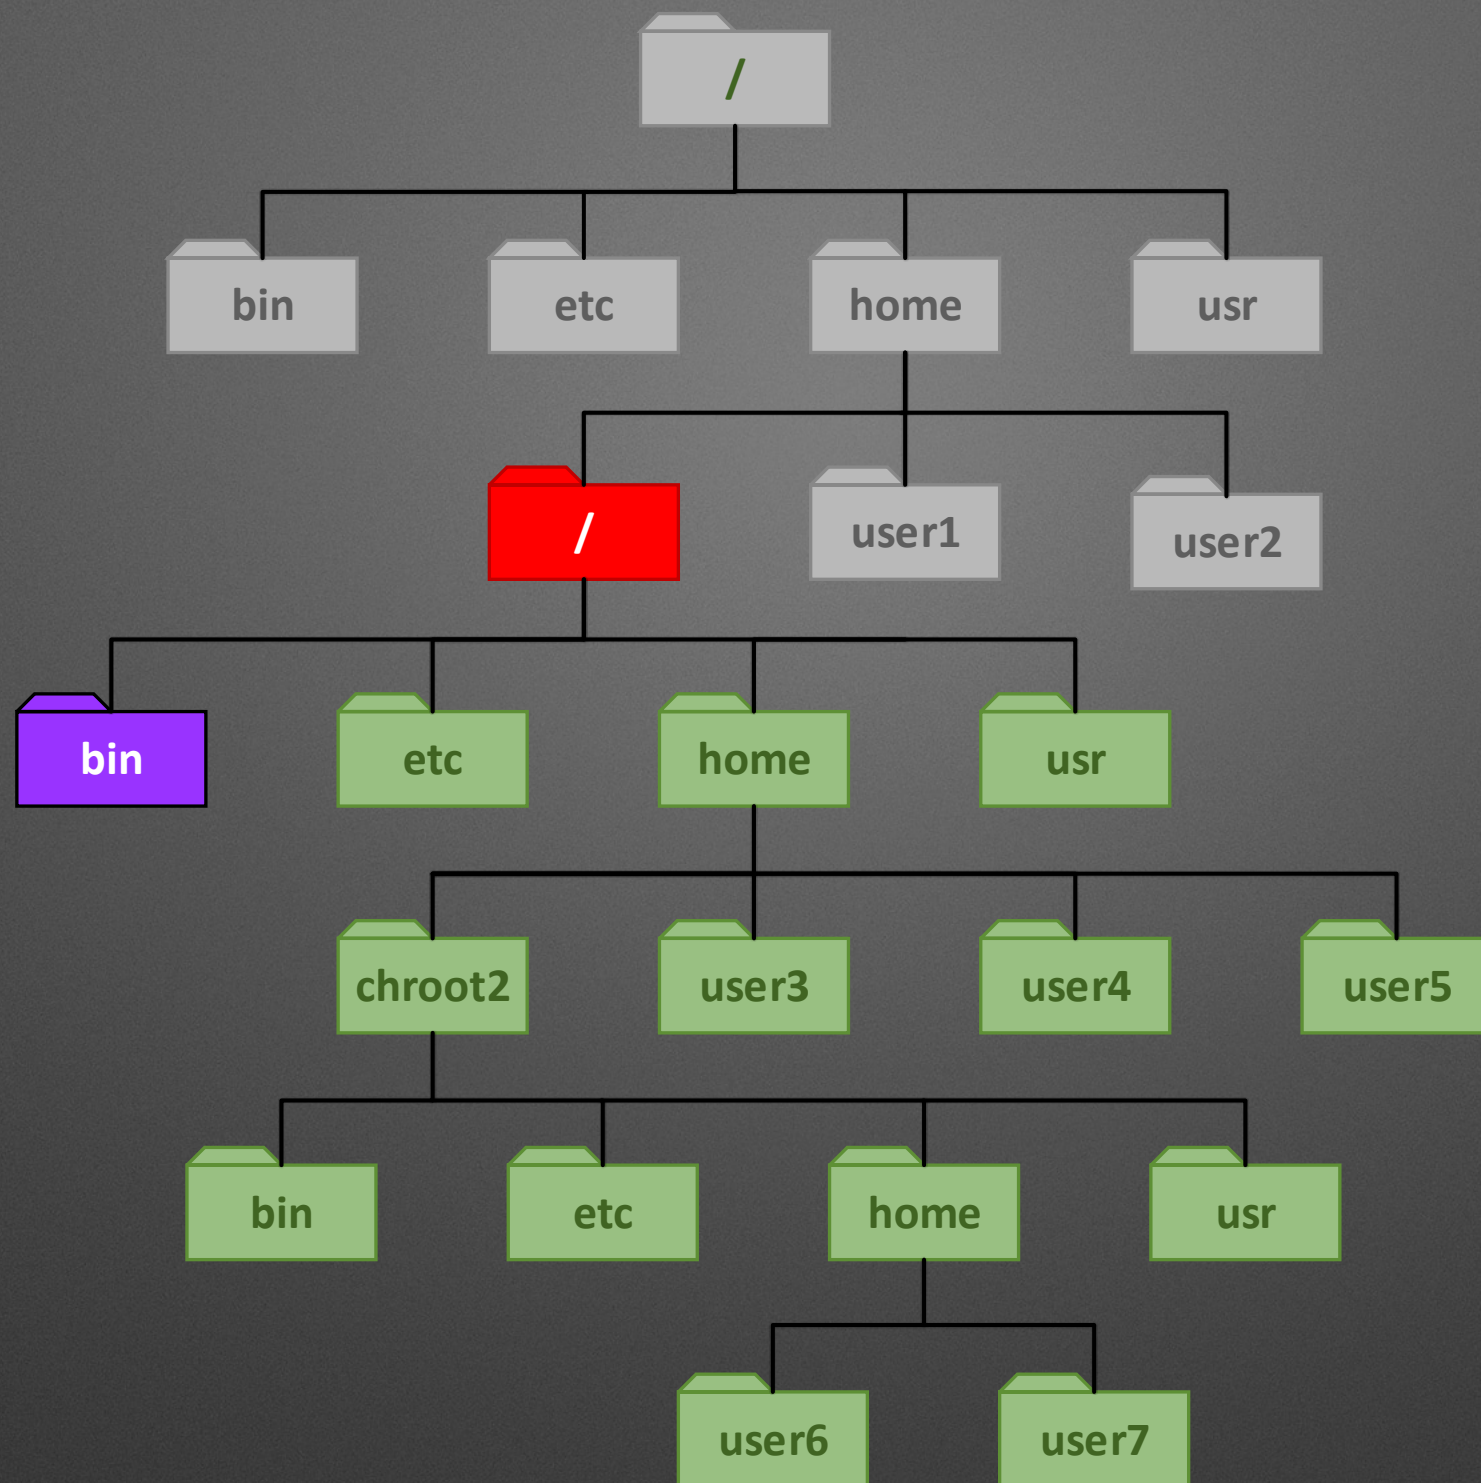 /
bin
etc
home
usr
/
user1
user2
bin
etc
home
usr
chroot2
user3
user4
user5
bin
etc
home
usr
user6
user7